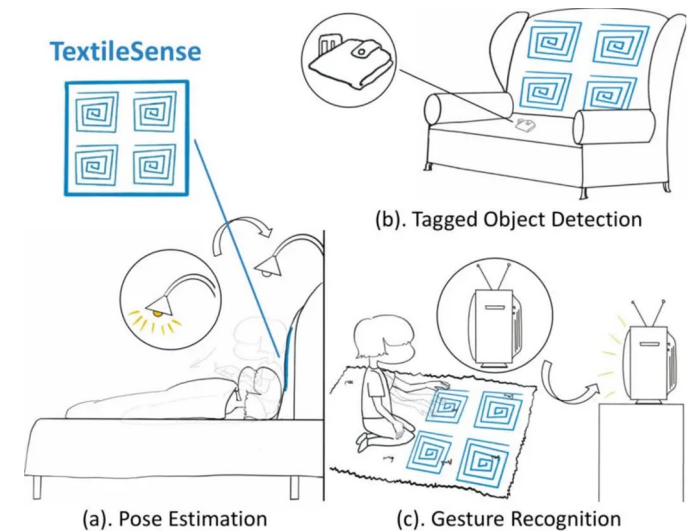 TextileSense
(b). Tagged Object Detection
(a). Pose Estimation
(c). Gesture Recognition